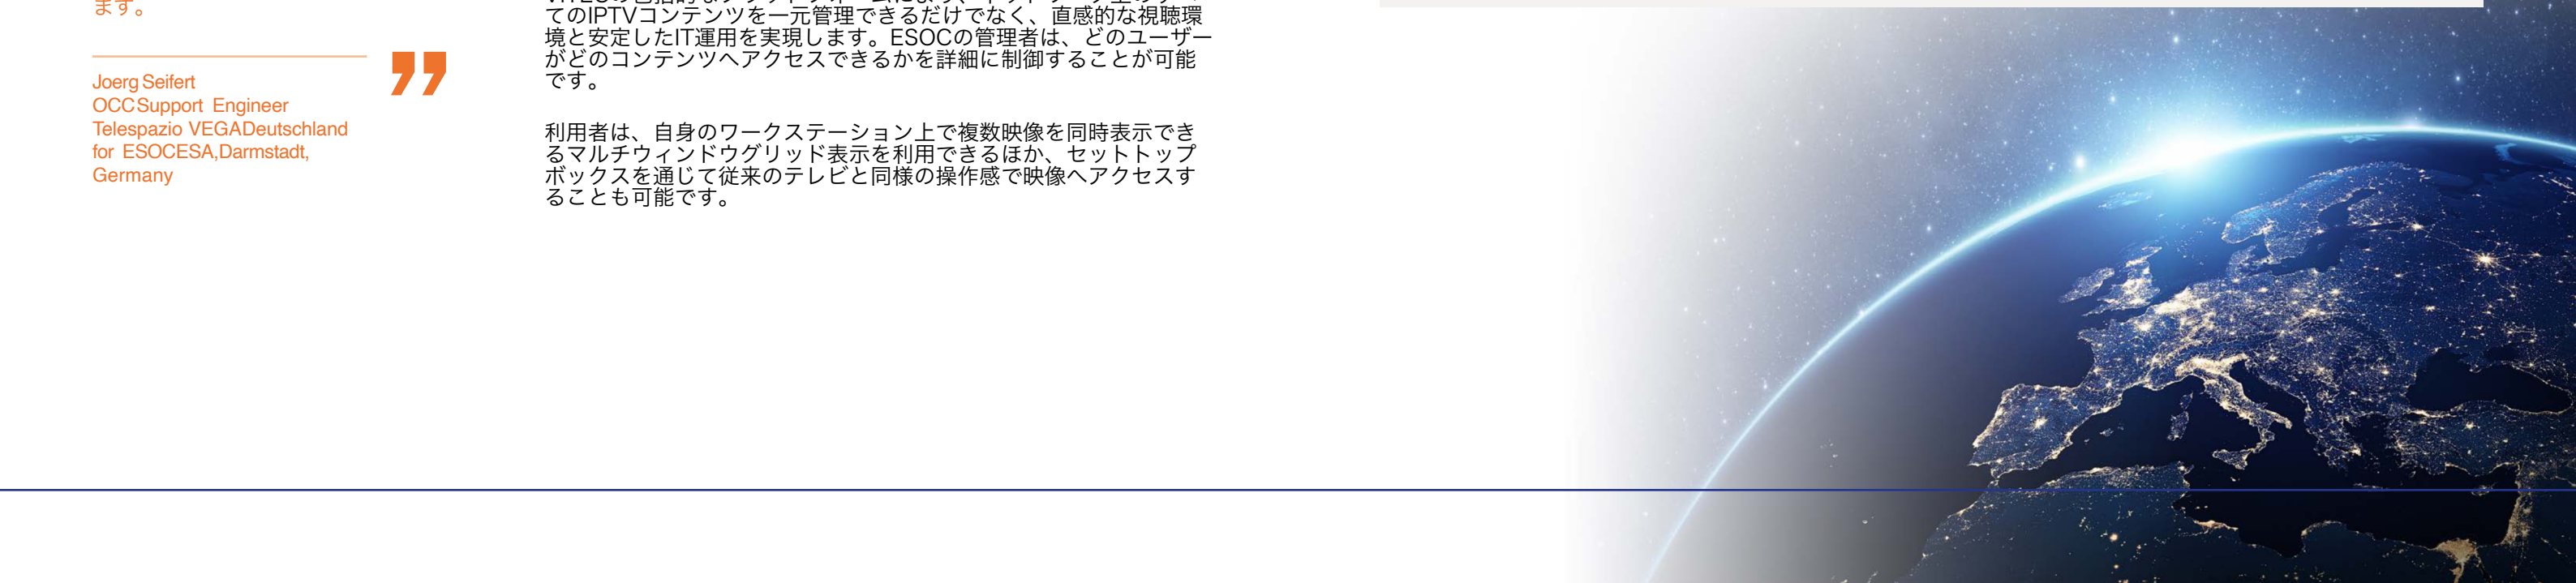 ます。
”
Joerg Seifert
OCCSupport Engineer
Telespazio VEGADeutschland
for ESOCESA,Darmstadt,
Germany
てのIPTVコンテンツを一元管理できるだけでなく、直感的な視聴環
境と安定したIT運用を実現します。ESOCの管理者は、どのユーザー
がどのコンテンツへアクセスできるかを詳細に制御することが可能
です。
利用者は、自身のワークステーション上で複数映像を同時表示でき
るマルチウィンドウグリッド表示を利用できるほか、セットトップ
ボックスを通じて従来のテレビと同様の操作感で映像へアクセスす
ることも可能です。